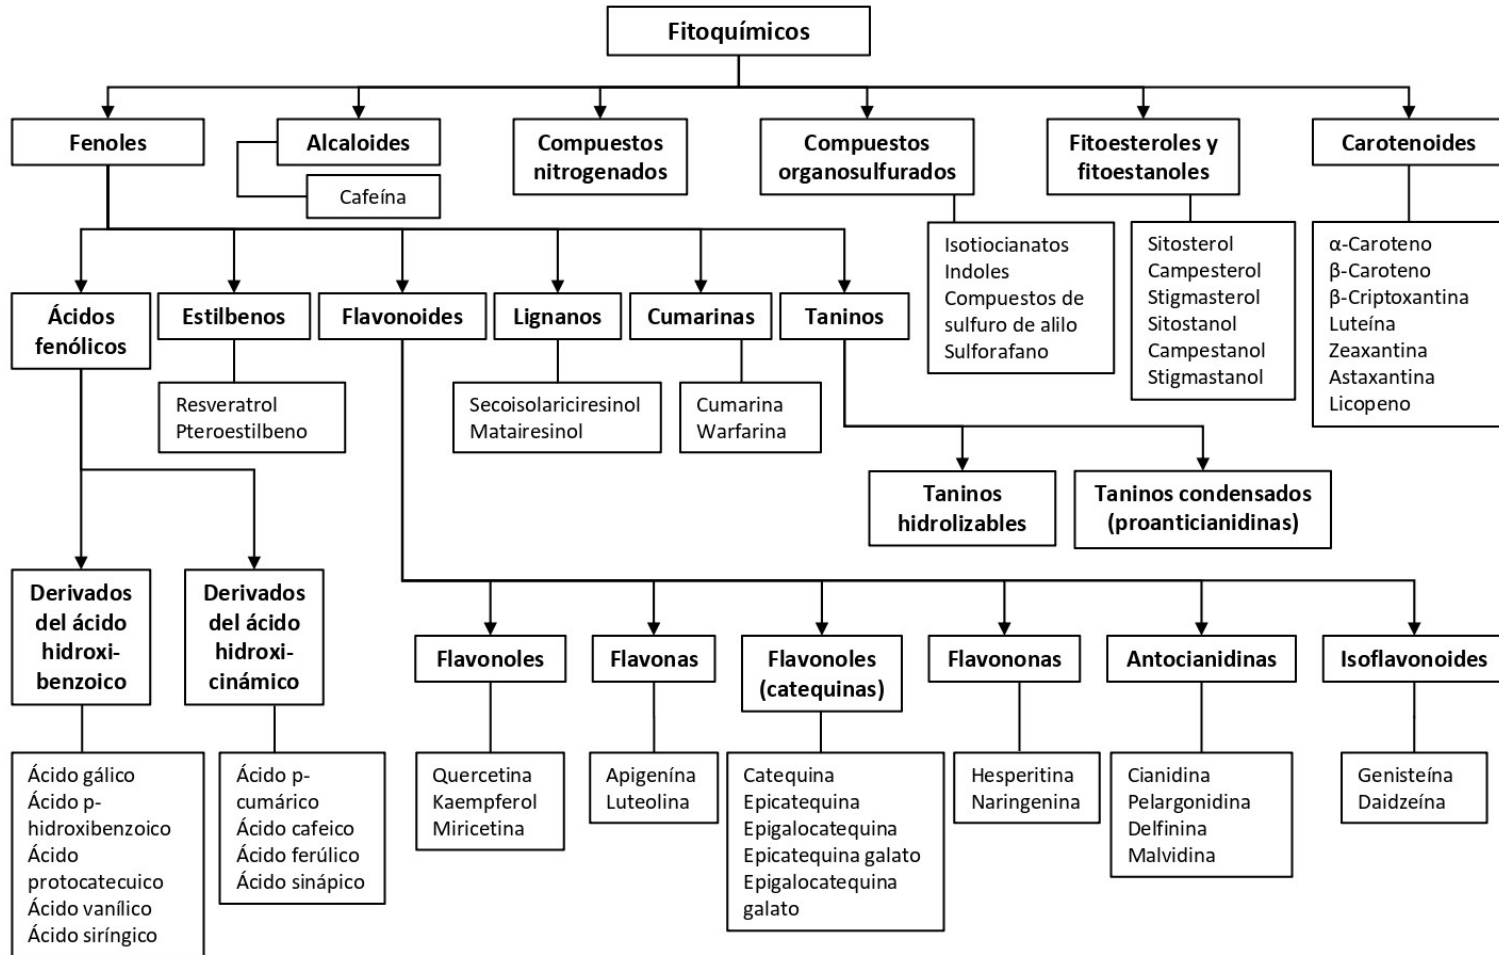 Fitoquímicos
Fenoles
Alcaloides
Cafeína
Compuestos
nitrogenados
Compuestos
organosulfurados
Isotiocianatos
Indoles
Compuestos de
sulfuro de alilo
Sulforafano
Fitoesteroles y
fitoestanoles
Sitosterol
Campesterol
Stigmasterol
Sitostanol
Campestanol
Stigmastanol
Carotenoides
α-Caroteno
β-Caroteno
β-Criptoxantina
Luteína
Zeaxantina
Astaxantina
Licopeno
Ácidos
fenólicos
Estilbenos
Resveratrol
Pteroestilbeno
Flavonoides
Lignanos
Secoisolariciresinol
Matairesinol
Cumarinas
Cumarina
Warfarina
Taninos
Taninos
hidrolizables
Taninos condensados
(proanticianidinas)
Derivados
del ácido
hidroxi-
benzoico
Ácido gálico
Ácido p-
hidroxibenzoico
Ácido
protocatecuico
Ácido vanílico
Ácido siríngico
Derivados
del ácido
hidroxi-
cinámico
Ácido p-
cumárico
Ácido cafeico
Ácido ferúlico
Ácido sinápico
Flavonoles
Quercetina
Kaempferol
Miricetina
Flavonas
Apigenína
Luteolina
Flavonoles
(catequinas)
Catequina
Epicatequina
Epigalocatequina
Epicatequina galato
Epigalocatequina
galato
Flavononas
Hesperitina
Naringenina
Antocianidinas
Cianidina
Pelargonidina
Delfinina
Malvidina
Isoflavonoides
Genisteína
Daidzeína